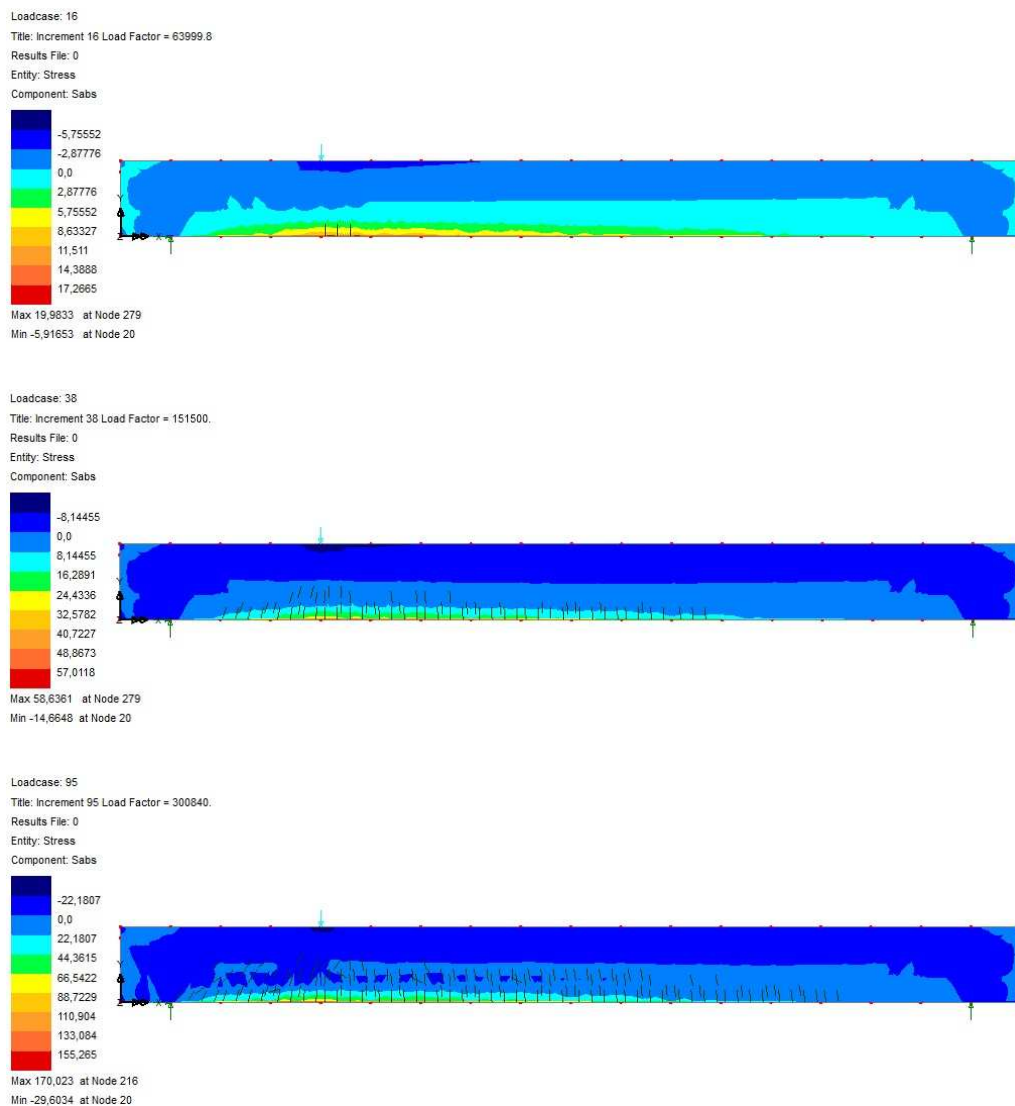 Loadcase: 16
Title: Increment 16 Load Factor = 63999.8
Results File: 0
Entity: Stress
Component: Sabs
-5,75552
-2,87776
0,0
2,87776
5,75552
8,63327
11,511
14,3888
17,2665
Y
Z X
Max 19,9833 at Node 279
Min -5,91653 at Node 20
Loadcase: 38
Title: Increment 38 Load Factor = 151500.
Results File: 0
Entity: Stress
Component: Sabs
-8,14455
0,0
8,14455
16,2891
24,4336
32,5782
40,7227
48,8673
57,0118
Y
Z X
Max 58,6361 at Node 279
Min -14,6648 at Node 20
Loadcase: 95
Title: Increment 95 Load Factor = 300840.
Results File: 0
Entity: Stress
Component: Sabs
-22,1807
0,0
22,1807
44,3615
66,5422
88,7229
110,904
133,084
155,265
Y
Z X
Max 170,023 at Node 216
Min -29,6034 at Node 20